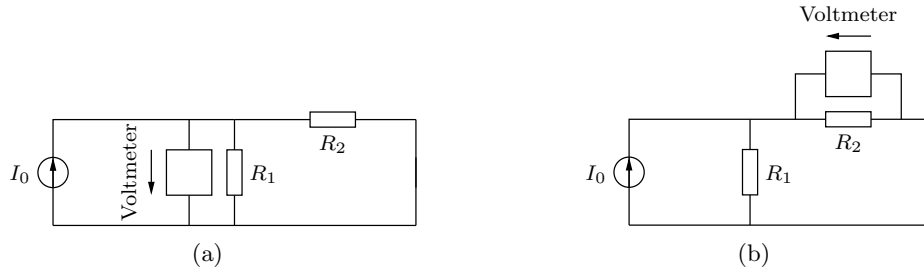 Voltmeter
I₀
Voltmeter
R₁
R₂
(a)
I₀
R₁
R₂
(b)